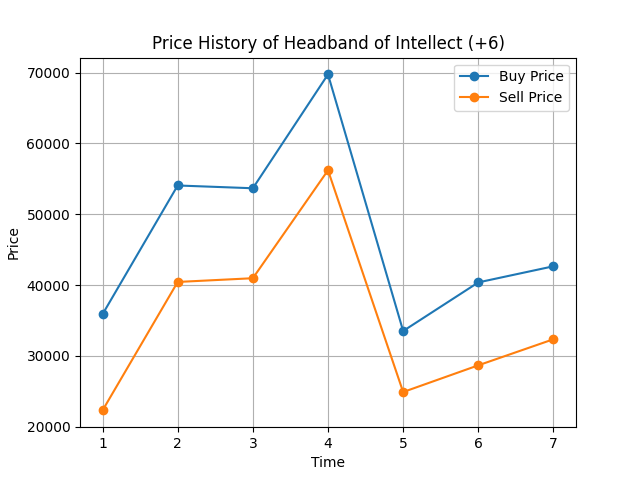 Price History of Headband of Intellect (+6)
Buy Price
Sell Price
70000
60000
50000
40000
30000
20000
Price
1 2 3 4 5 6 7
Time